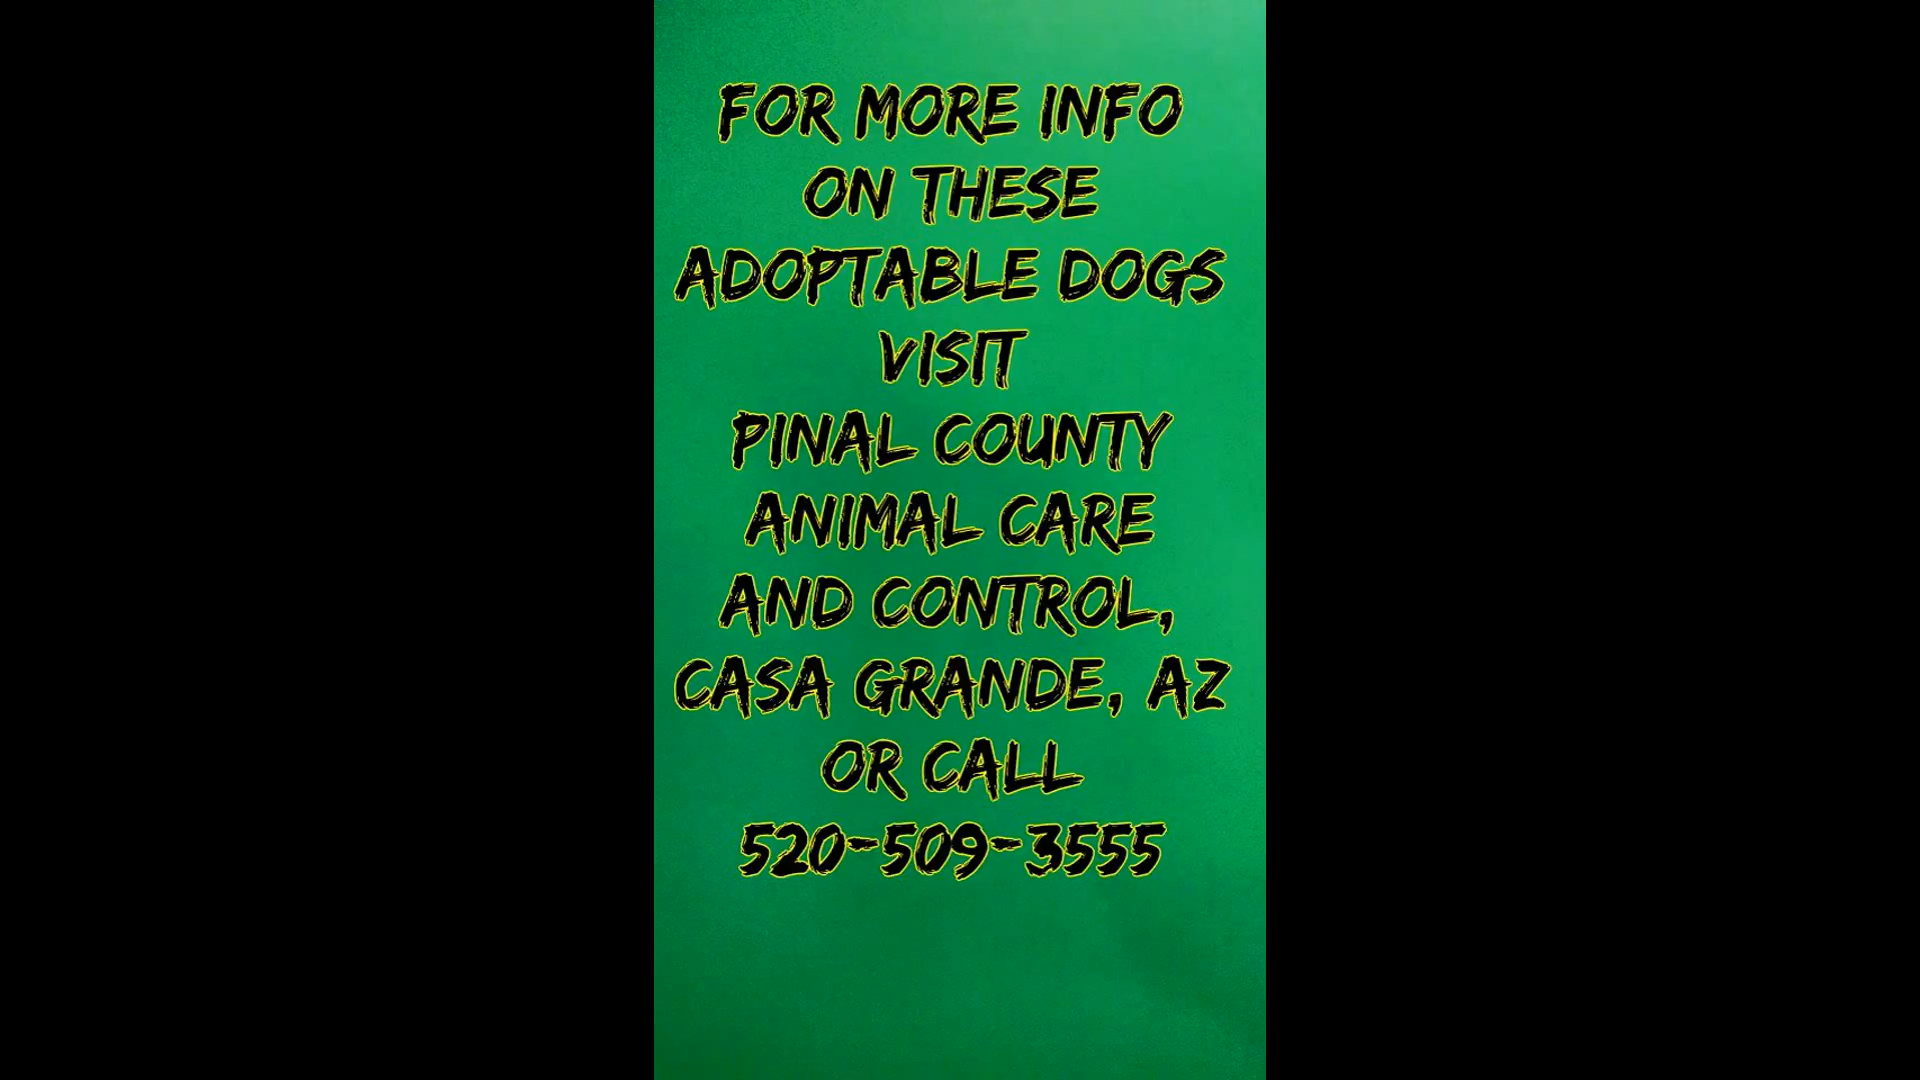 FOR MORE INFO
ON THESE
ADOPTABLE DOGS
VISIT
PINAL COUNTY
ANIMAL CARE
AND CONTROL,
CASA GRANDE, AZ
OR CALL
520-509-3555